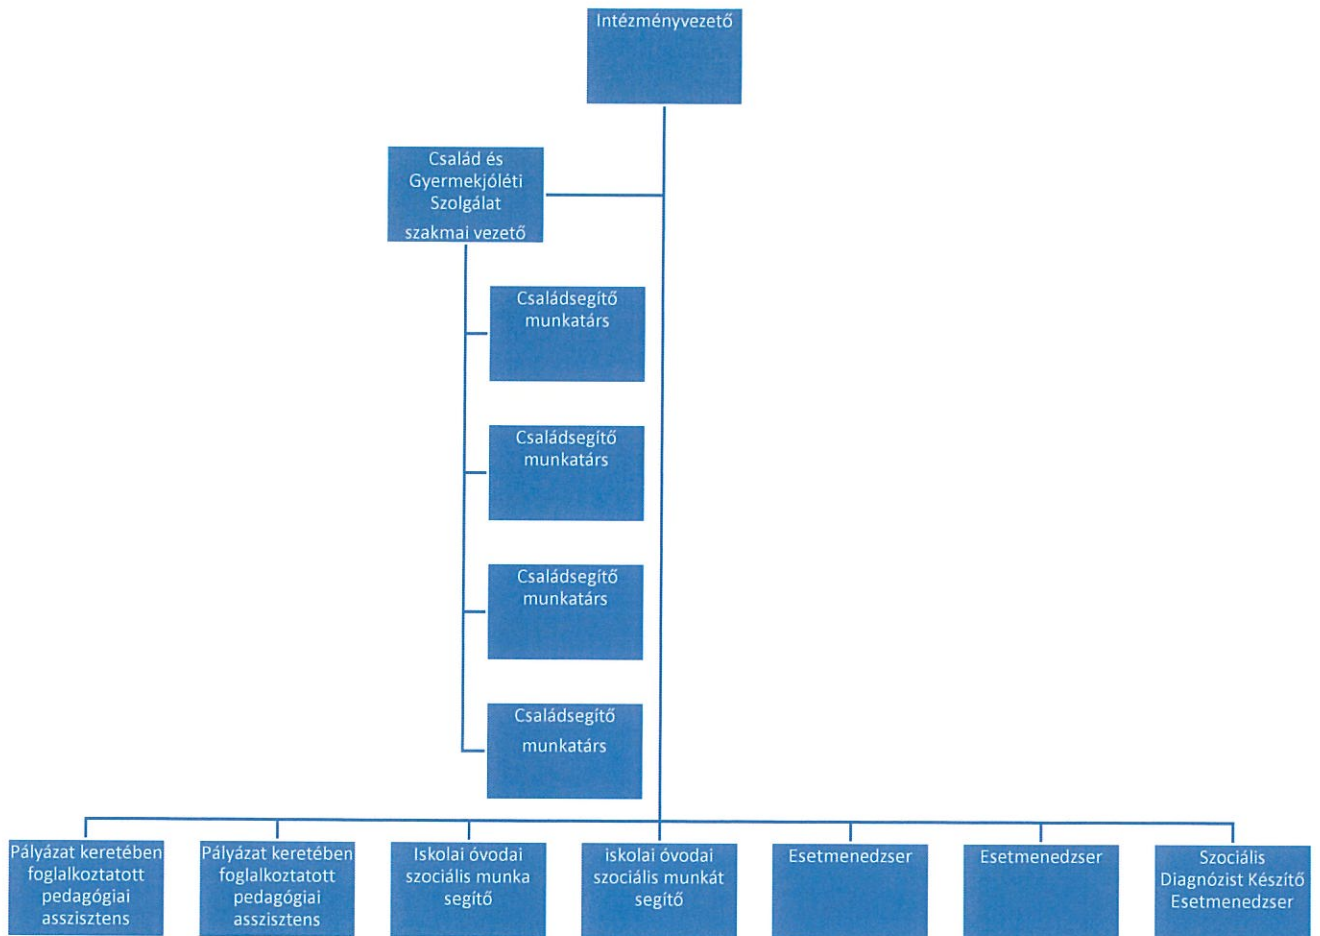 Intézményvezető
Család és
Gyermekjóléti
Szolgálat
szakmai vezető
Családsegítő
munkatárs
Családsegítő
munkatárs
Családsegítő
munkatárs
Családsegítő
munkatárs
Pályázat keretében
foglalkoztatott
pedagógiai
asszisztens
Pályázat keretében
foglalkoztatott
pedagógiai
asszisztens
Iskolai óvodai
szociális munka
segítő
iskolai óvodai
szociális munkát
segítő
Esetmenedzser
Esetmenedzser
Szociális
Diagnózist Készítő
Esetmenedzser